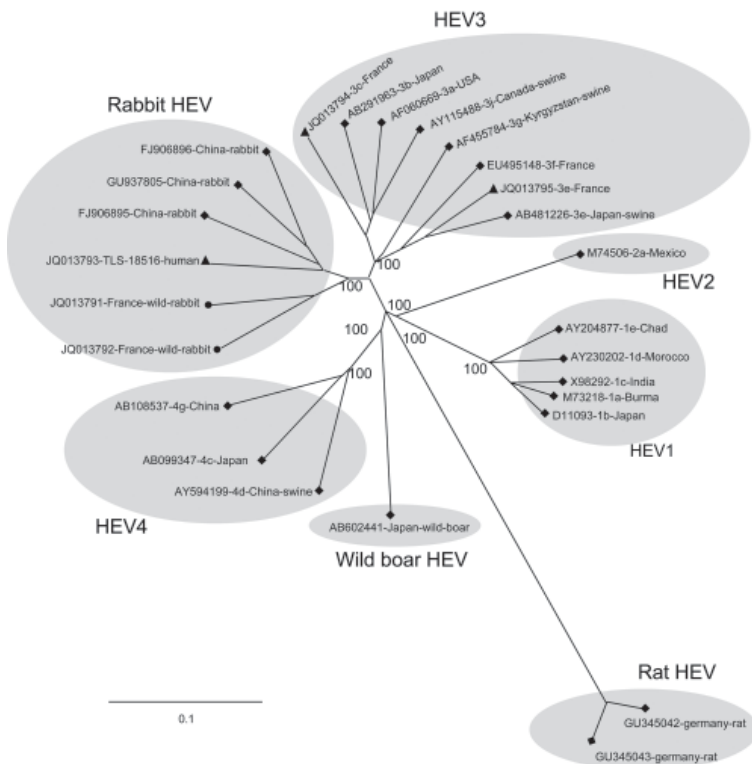 HEV3
JQ013794-3c-France
AB291963-3b-Japan
AF060669-3a-USA
AY115488-3j-Canada-swine
AF455784-3g-Kyrgyzstan-swine
EU495148-3f-France
JQ013795-3e-France
AB481226-3e-Japan-swine
100
Rabbit HEV
FJ906896-China-rabbit
GU937805-China-rabbit
FJ906895-China-rabbit
JQ013793-TLS-18516-human
JQ013791-France-wild-rabbit
JQ013792-France-wild-rabbit
100
M74506-2a-Mexico
HEV2
100
100
100
100
AY204877-1e-Chad
AY230202-1d-Morocco
X98292-1c-India
M73218-1a-Burma
D11093-1b-Japan
HEV1
100
AB108537-4g-China
AB099347-4c-Japan
AY594199-4d-China-swine
HEV4
AB602441-Japan-wild-boar
Wild boar HEV
Rat HEV
GU345042-germany-rat
GU345043-germany-rat
0.1